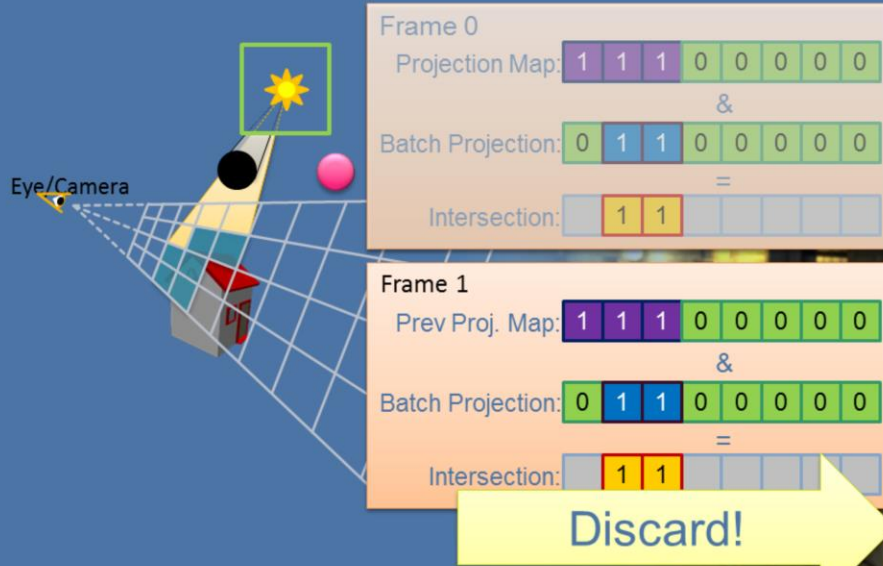 Frame 0
Projection Map: 1 1 1 0 0 0 0 0
&
Batch Projection: 0 1 1 0 0 0 0 0
=
Intersection: 1 1
Eye/Camera
Frame 1
Prev Proj. Map: 1 1 1 0 0 0 0 0
&
Batch Projection: 0 1 1 0 0 0 0 0
=
Intersection: 1 1
Discard!